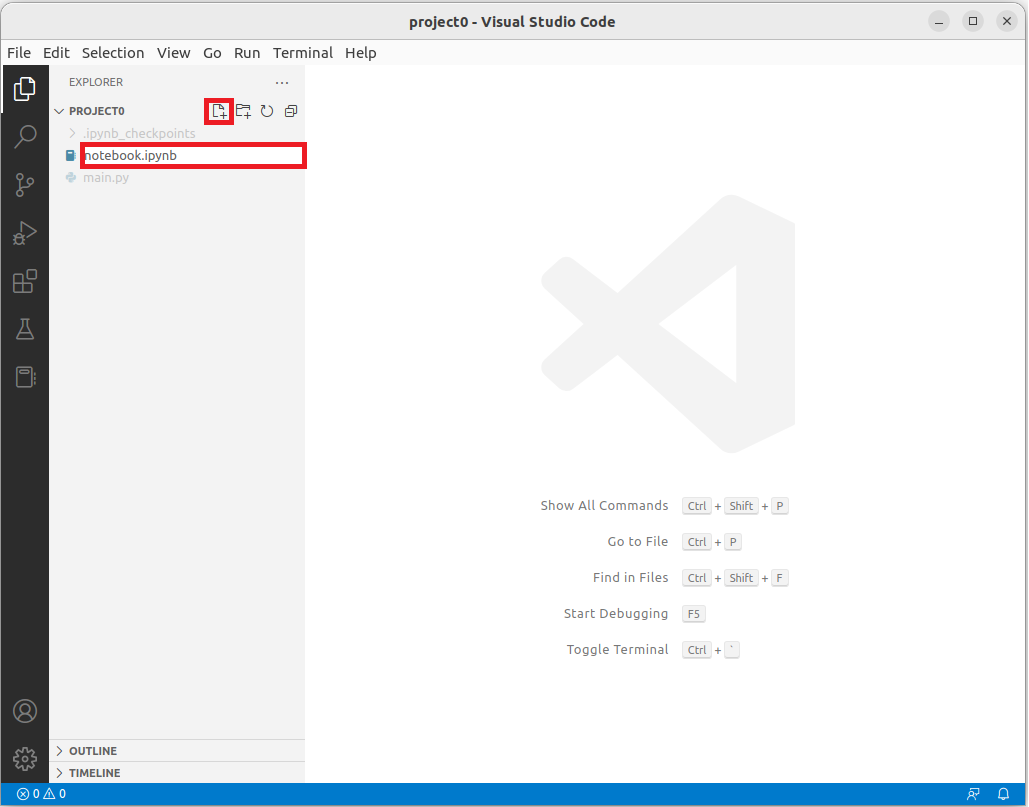 project0 - Visual Studio Code
File Edit Selection View Go Run Terminal Help
EXPLORER
PROJECT0
.ipynb_checkpoints
notebook.ipynb
main.py
Show All Commands Ctrl + Shift + P
Go to File Ctrl + P
Find in Files Ctrl + Shift + F
Start Debugging F5
Toggle Terminal Ctrl + `
OUTLINE
TIMELINE
0 0